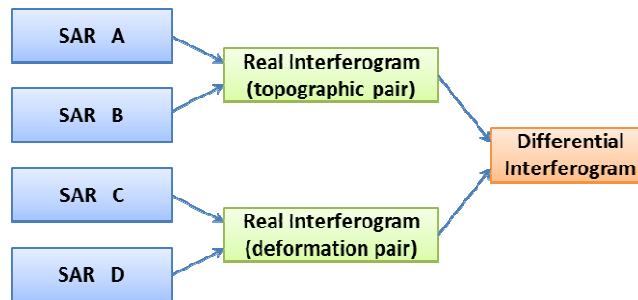 SAR A
SAR B
SAR C
SAR D
Real Interferogram
(topographic pair)
Real Interferogram
(deformation pair)
Differential
Interferogram